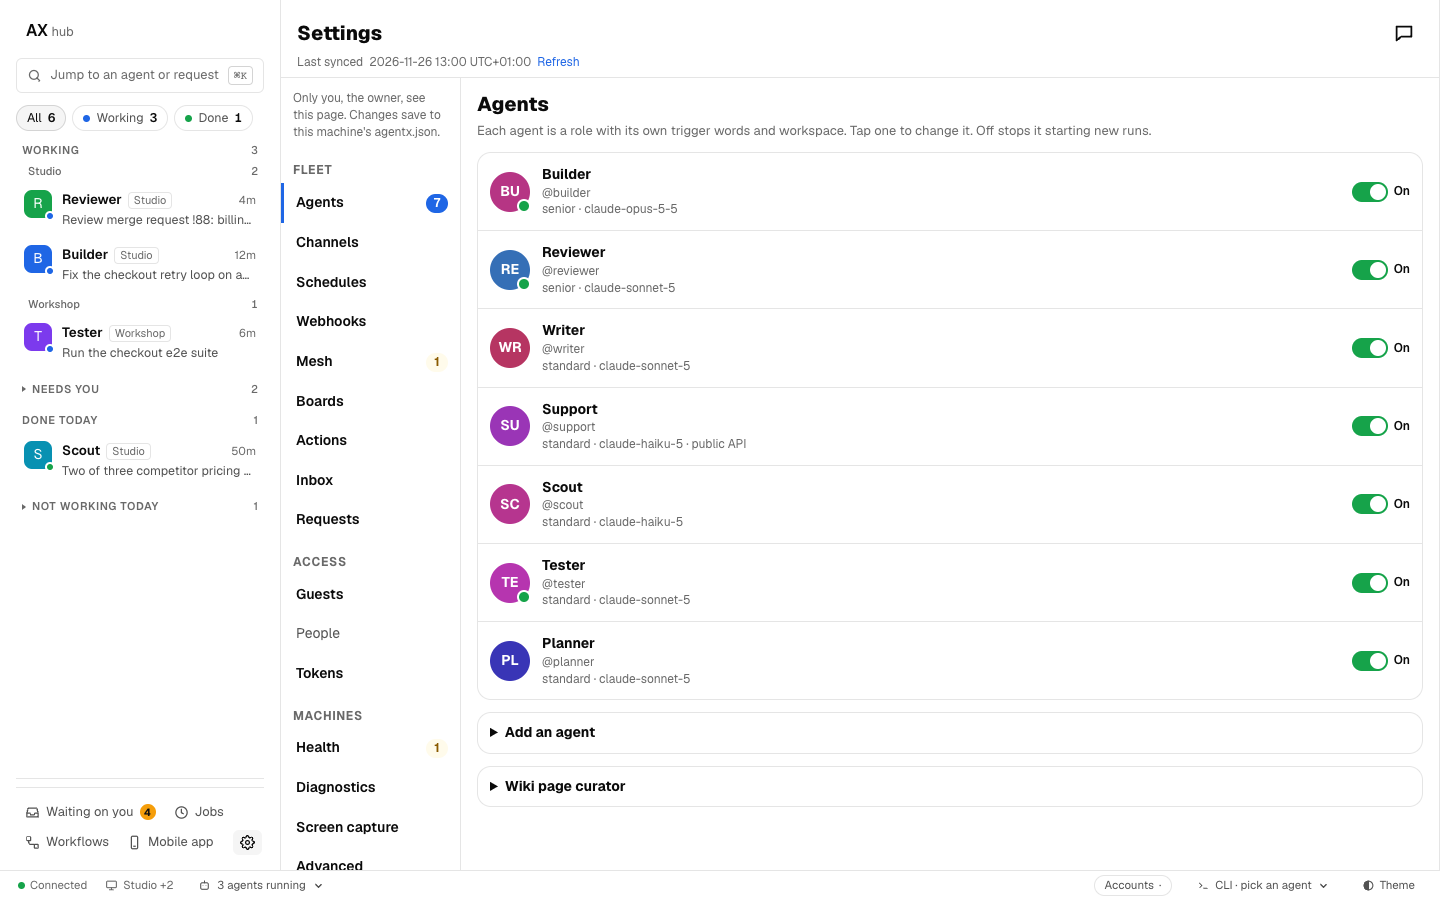 AX hub
Jump to an agent or request ⌘K
All 6
Working 3
Done 1
WORKING 3
Studio 2
R
Reviewer Studio 4m
Review merge request !88: billin…
B
Builder Studio 12m
Fix the checkout retry loop on a…
Workshop 1
T
Tester Workshop 6m
Run the checkout e2e suite
NEEDS YOU 2
DONE TODAY 1
S
Scout Studio 50m
Two of three competitor pricing …
NOT WORKING TODAY 1
Waiting on you 4
Jobs
Workflows
Mobile app
Settings
Last synced 2026-11-26 13:00 UTC+01:00 Refresh
Only you, the owner, see
this page. Changes save to
this machine's agentx.json.
FLEET
Agents 7
Channels
Schedules
Webhooks
Mesh 1
Boards
Actions
Inbox
Requests
ACCESS
Guests
People
Tokens
MACHINES
Health 1
Diagnostics
Screen capture
Advanced
Agents
Each agent is a role with its own trigger words and workspace. Tap one to change it. Off stops it starting new runs.
BU
Builder
@builder
senior · claude-opus-5-5
On
RE
Reviewer
@reviewer
senior · claude-sonnet-5
On
WR
Writer
@writer
standard · claude-sonnet-5
On
SU
Support
@support
standard · claude-haiku-5 · public API
On
SC
Scout
@scout
standard · claude-haiku-5
On
TE
Tester
@tester
standard · claude-sonnet-5
On
PL
Planner
@planner
standard · claude-sonnet-5
On
Add an agent
Wiki page curator
Connected
Studio +2
3 agents running
Accounts ·
CLI · pick an agent
Theme